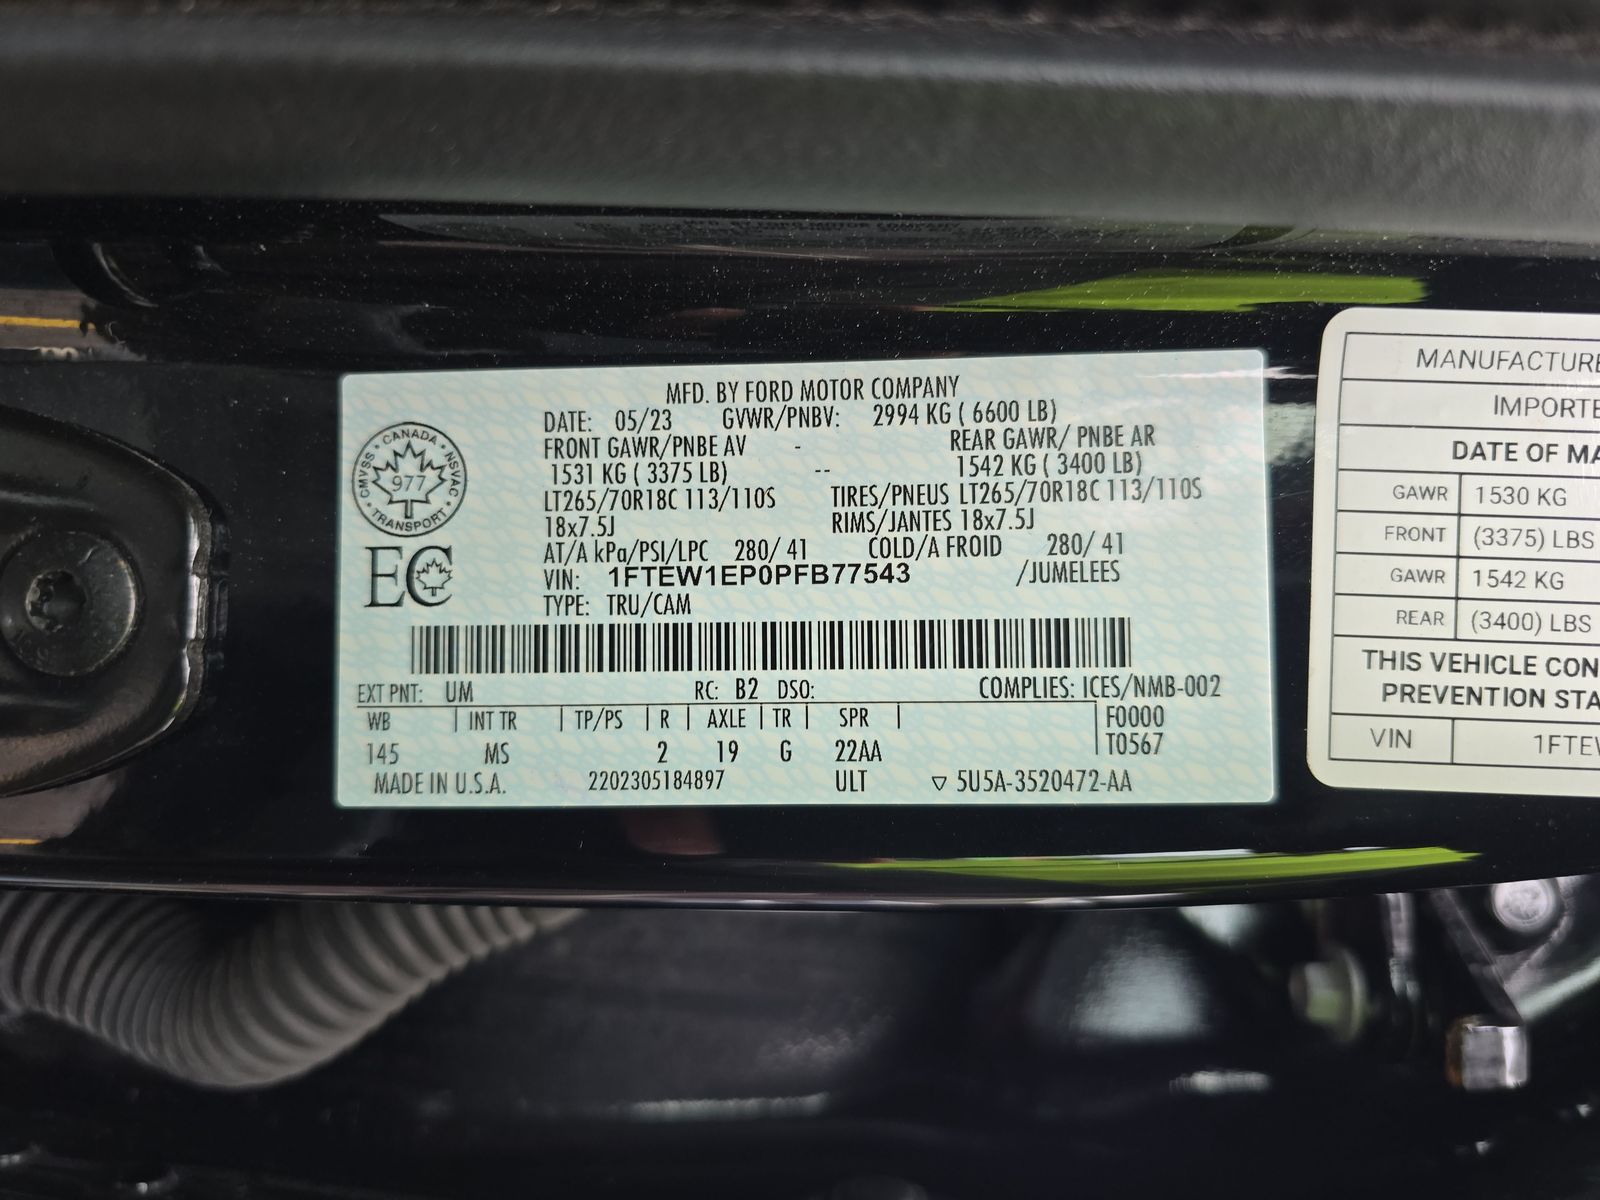 MFD. BY FORD MOTOR COMPANY
DATE: 05/23 GVWR/PNBV: 2994 KG ( 6600 LB)
FRONT GAWR/PNBE AV - REAR GAWR/ PNBE AR
1531 KG ( 3375 LB) -- 1542 KG ( 3400 LB)
LT265/70R18C 113/110S TIRES/PNEUS LT265/70R18C 113/110S
18x7.5J RIMS/JANTES 18x7.5J
AT/A kPa/PSI/LPC 280/ 41 COLD/A FROID 280/ 41
VIN: 1FTEW1EP0PFB77543 /JUMELEES
TYPE: TRU/CAM
CANADA
CMVSS 977 NSVAC
TRANSPORT
EC
EXT PNT: UM RC: B2 DSO: COMPLIES: ICES/NMB-002
WB | INT TR | TP/PS | R | AXLE | TR | SPR | F0000
145 MS 2 19 G 22AA T0567
MADE IN U.S.A. 2202305184897 ULT ▽ 5U5A-3520472-AA
MANUFACTURE
IMPORTE
DATE OF MA
GAWR 1530 KG
FRONT (3375) LBS
GAWR 1542 KG
REAR (3400) LBS
THIS VEHICLE CON
PREVENTION STA
VIN 1FTEW